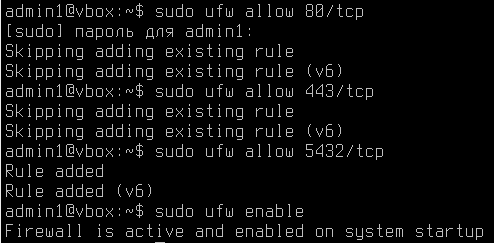 admin1@vbox:~$ sudo ufw allow 80/tcp
[sudo] пароль для admin1:
Skipping adding existing rule
Skipping adding existing rule (v6)
admin1@vbox:~$ sudo ufw allow 443/tcp
Skipping adding existing rule
Skipping adding existing rule (v6)
admin1@vbox:~$ sudo ufw allow 5432/tcp
Rule added
Rule added (v6)
admin1@vbox:~$ sudo ufw enable
Firewall is active and enabled on system startup